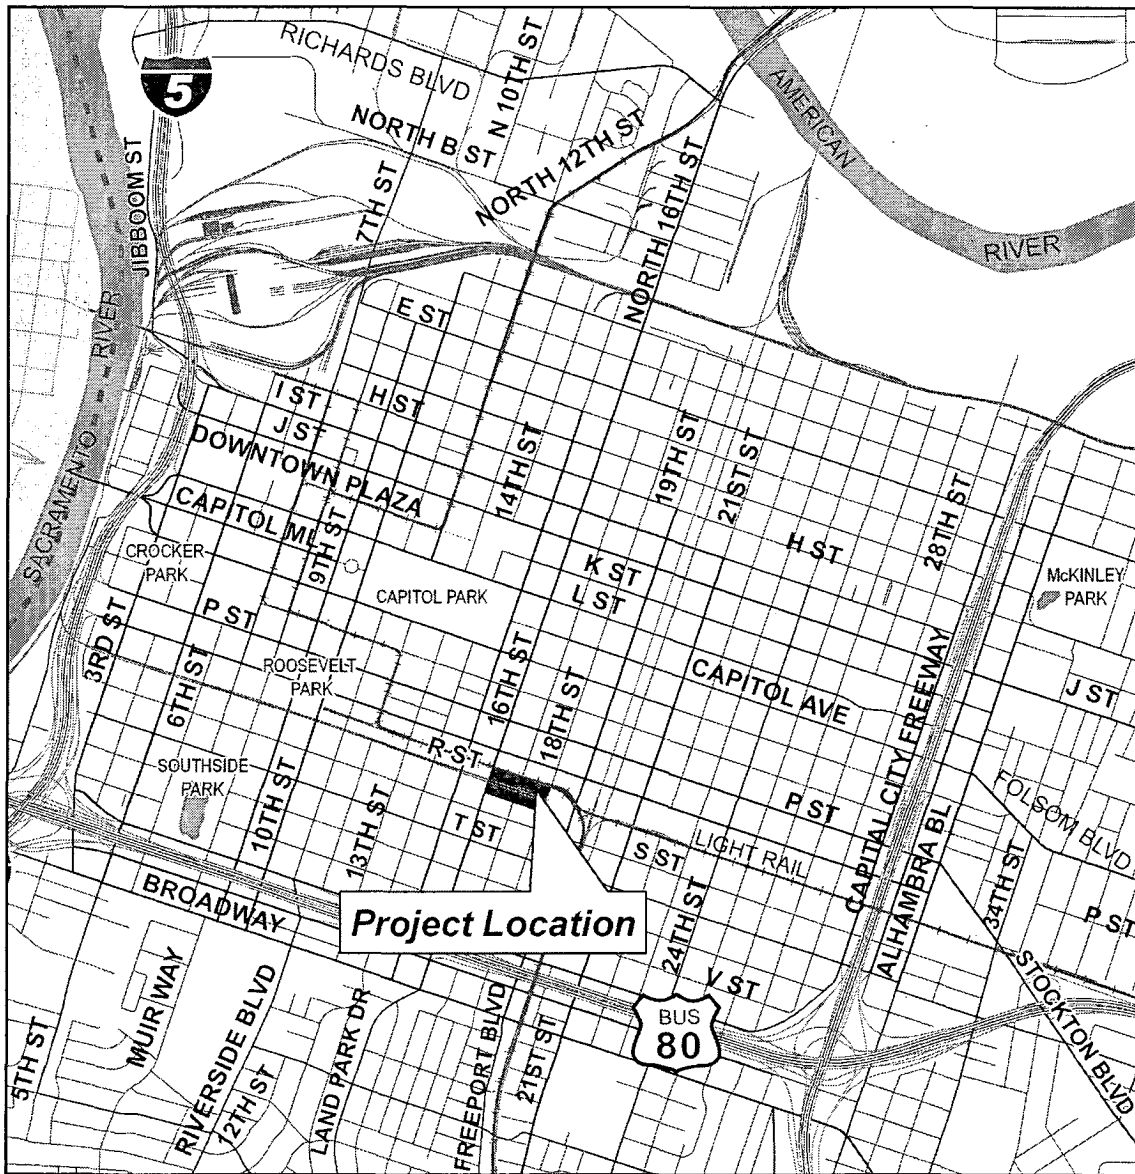 RICHARDS BLVD
5
N 10TH ST
AMERICAN
RIVER
NORTH B ST
NORTH 12TH ST
NORTH 16TH ST
JIBBOOM ST
7TH ST
SACRAMENTO RIVER
E ST
I ST
H ST
J ST
DOWNTOWN PLAZA
14TH ST
19TH ST
21ST ST
28TH ST
CAPITOL ML
9TH ST
H ST
CROCKER
PARK
K ST
L ST
McKINLEY
PARK
CAPITOL PARK
3RD ST
P ST
6TH ST
ROOSEVELT
PARK
16TH ST
18TH ST
CAPITOL AVE
CAPITAL CITY FREEWAY
J ST
R ST
SOUTHSIDE
PARK
10TH ST
13TH ST
T ST
P ST
FOLSOM BLVD
S ST
LIGHT RAIL
ALHAMBRA BL
34TH ST
P ST
BROADWAY
Project Location
24TH ST
V ST
STOCKTON BLVD
BUS
80
5TH ST
MUIR WAY
RIVERSIDE BLVD
12TH ST
LAND PARK DR
FREEPORT BLVD
21ST ST